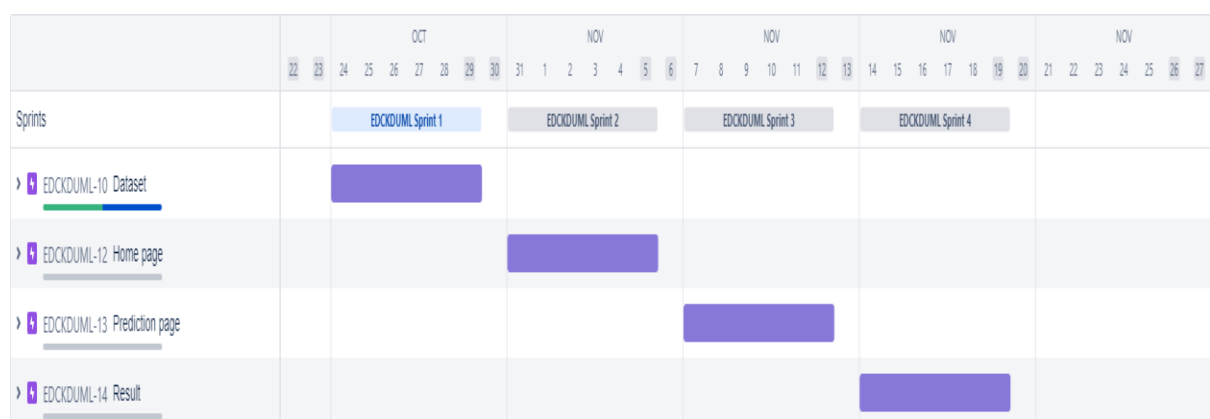 OCT NOV NOV NOV NOV
22 23 24 25 26 27 28 29 30 31 1 2 3 4 5 6 7 8 9 10 11 12 13 14 15 16 17 18 19 20 21 22 23 24 25 26 27
Sprints EDCKDUML Sprint 1 EDCKDUML Sprint 2 EDCKDUML Sprint 3 EDCKDUML Sprint 4
EDCKDUML-10 Dataset
EDCKDUML-12 Home page
EDCKDUML-13 Prediction page
EDCKDUML-14 Result